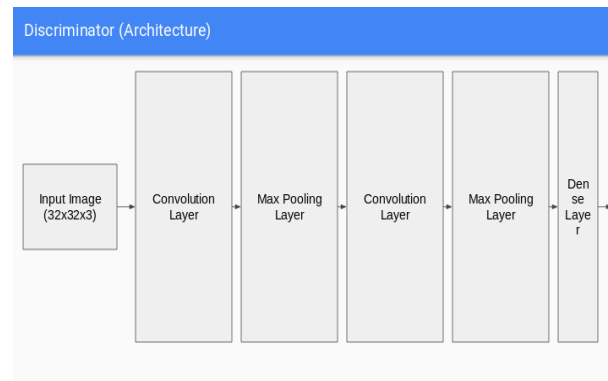 Discriminator (Architecture)
Input Image
(32x32x3)
Convolution
Layer
Max Pooling
Layer
Convolution
Layer
Max Pooling
Layer
Den
se
Laye
r